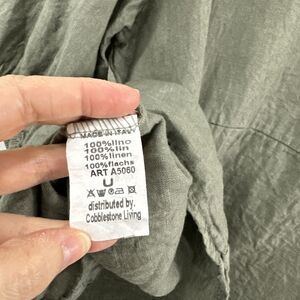 MADE IN ITALY
100%lino
100%lin
100%linen
100%flachs
ART A5060
U
distributed by.
Cobblestone Living